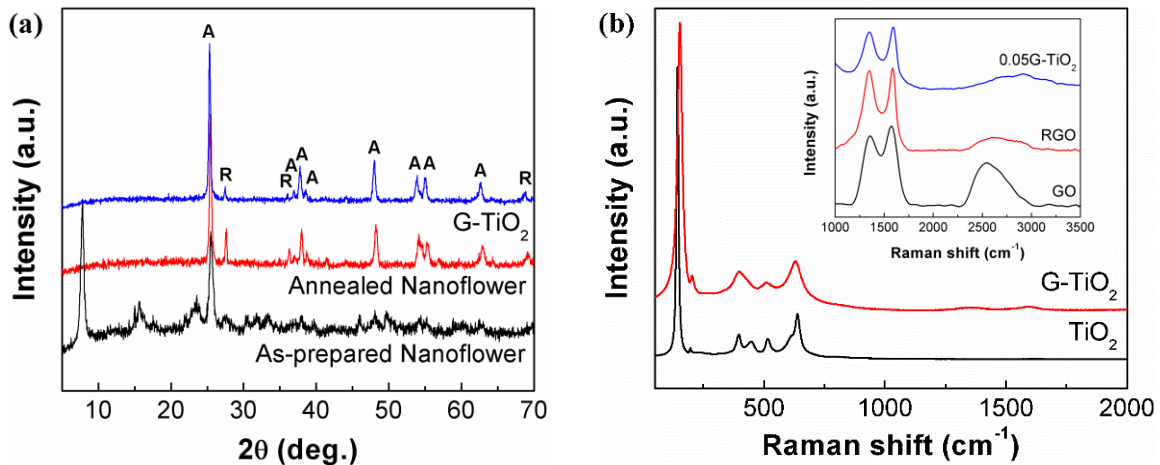 (a)
Intensity (a.u.)
A
R
R
A
A
A
A
A
A
A
R
G-TiO2
Annealed Nanoflower
As-prepared Nanoflower
10 20 30 40 50 60 70
2θ (deg.)
(b)
Intensity (a.u.)
Intensity (a.u.)
0.05G-TiO2
RGO
GO
1000 1500 2000 2500 3000 3500
Raman shift (cm-1)
G-TiO2
TiO2
500 1000 1500 2000
Raman shift (cm-1)